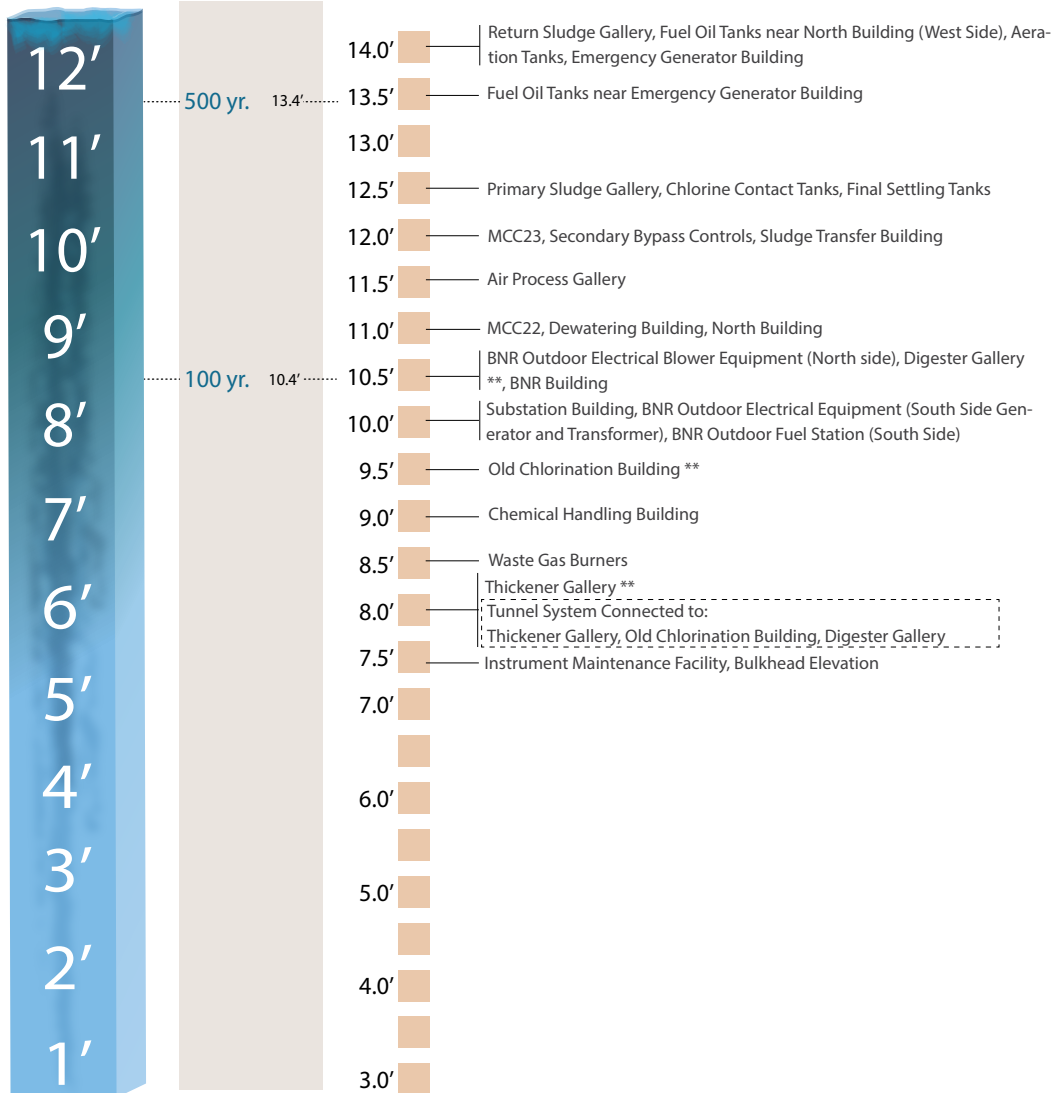 12′
11′
10′
9′
8′
7′
6′
5′
4′
3′
2′
1′
500 yr. 13.4′
100 yr. 10.4′
14.0′ Return Sludge Gallery, Fuel Oil Tanks near North Building (West Side), Aera-
tion Tanks, Emergency Generator Building
13.5′ Fuel Oil Tanks near Emergency Generator Building
13.0′
12.5′ Primary Sludge Gallery, Chlorine Contact Tanks, Final Settling Tanks
12.0′ MCC23, Secondary Bypass Controls, Sludge Transfer Building
11.5′ Air Process Gallery
11.0′ MCC22, Dewatering Building, North Building
10.5′ BNR Outdoor Electrical Blower Equipment (North side), Digester Gallery
**, BNR Building
10.0′ Substation Building, BNR Outdoor Electrical Equipment (South Side Gen-
erator and Transformer), BNR Outdoor Fuel Station (South Side)
9.5′ Old Chlorination Building **
9.0′ Chemical Handling Building
8.5′ Waste Gas Burners
Thickener Gallery **
8.0′ Tunnel System Connected to:
Thickener Gallery, Old Chlorination Building, Digester Gallery
7.5′ Instrument Maintenance Facility, Bulkhead Elevation
7.0′
6.0′
5.0′
4.0′
3.0′